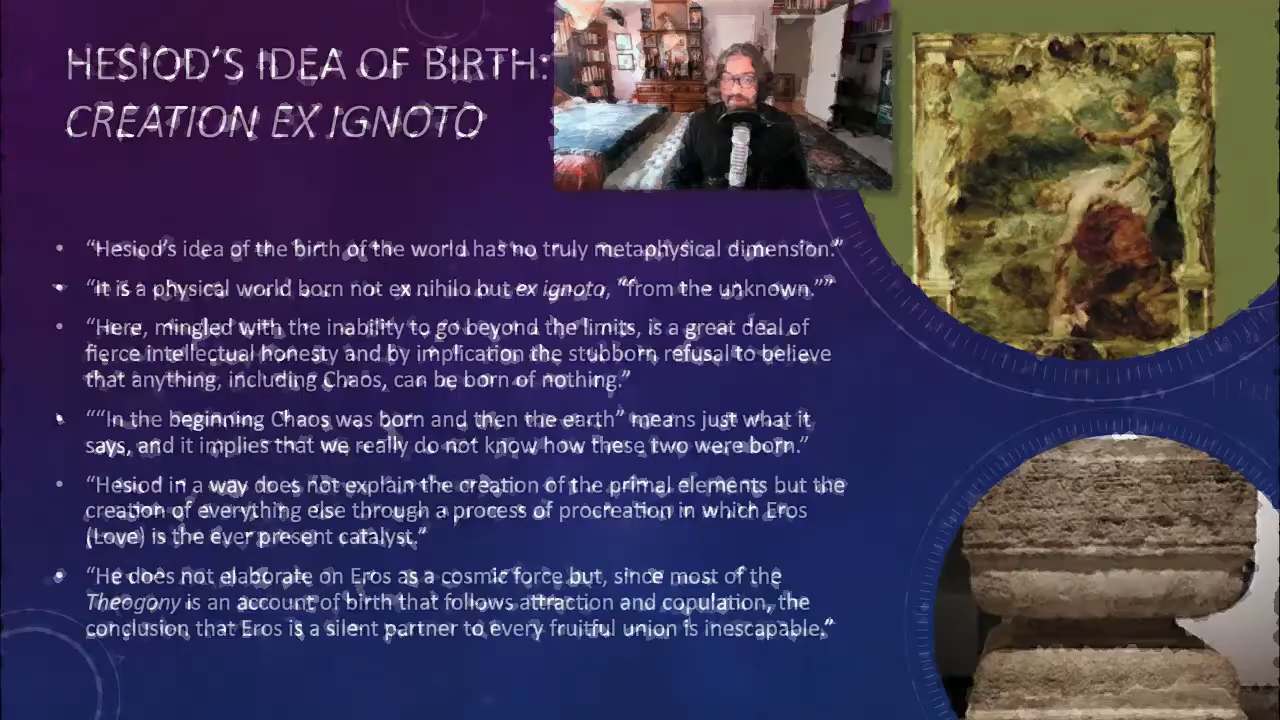 HESIOD'S IDEA OF BIRTH:
CREATION EX IGNOTO
• "Hesiod's idea of the birth of the world has no truly metaphysical dimension."
• "It is a physical world born not ex nihilo but ex ignoto, "from the unknown.""
• "Here, mingled with the inability to go beyond the limits, is a great deal of
fierce intellectual honesty and by implication the stubborn refusal to believe
that anything, including Chaos, can be born of nothing."
• ""In the beginning Chaos was born and then the earth" means just what it
says, and it implies that we really do not know how these two were born."
• "Hesiod in a way does not explain the creation of the primal elements but the
creation of everything else through a process of procreation in which Eros
(Love) is the ever present catalyst."
• "He does not elaborate on Eros as a cosmic force but, since most of the
Theogony is an account of birth that follows attraction and copulation, the
conclusion that Eros is a silent partner to every fruitful union is inescapable."